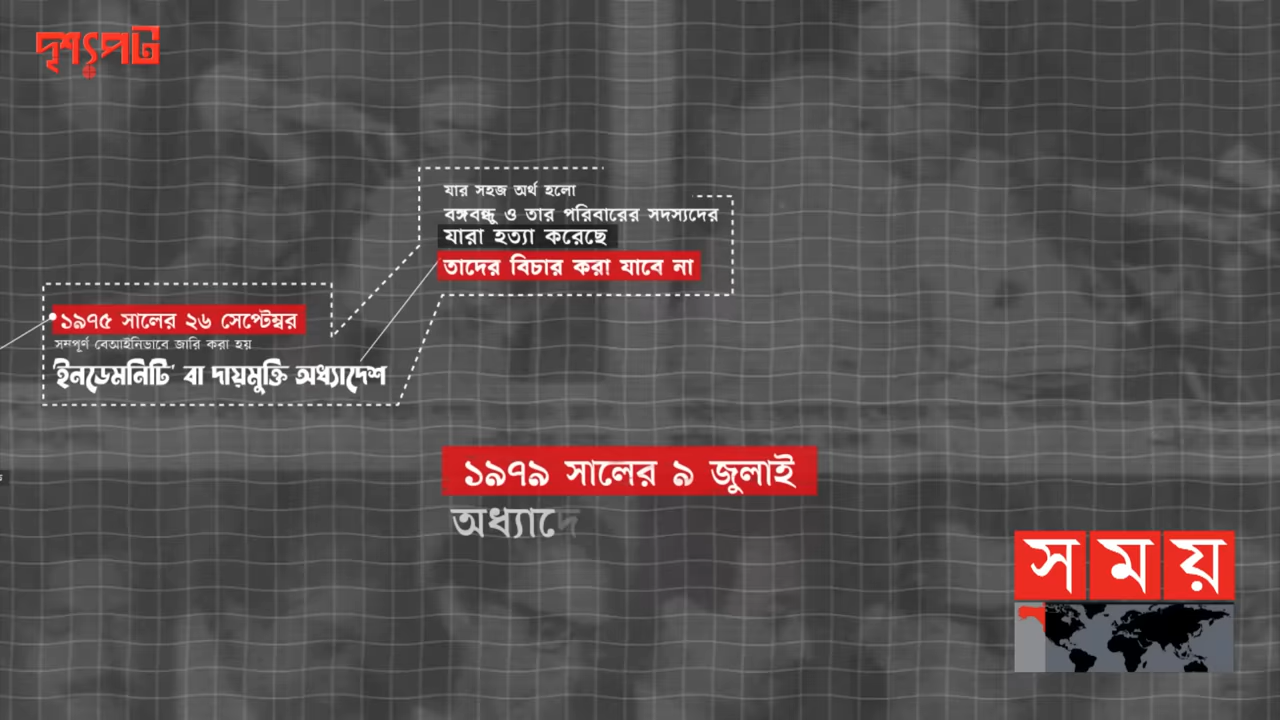 দৃশ্যপট
যার সহজ অর্থ হলো
বঙ্গবন্ধু ও তার পরিবারের সদস্যদের
যারা হত্যা করেছে
তাদের বিচার করা যাবে না
১৯৭৫ সালের ২৬ সেপ্টেম্বর
সম্পূর্ণ বেআইনিভাবে জারি করা হয়
'ইনডেমনিটি' বা দায়মুক্তি অধ্যাদেশ
১৯৭৯ সালের ৯ জুলাই
অধ্যাদে
সময়